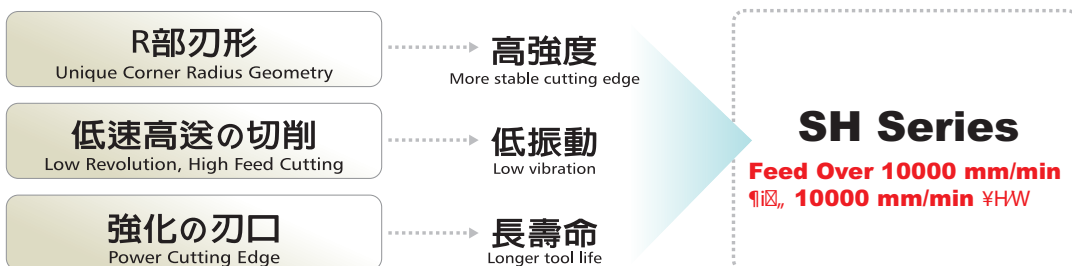 R部刃形
Unique Corner Radius Geometry
高強度
More stable cutting edge
低速高送の切削
Low Revolution, High Feed Cutting
低振動
Low vibration
強化の刃口
Power Cutting Edge
長壽命
Longer tool life
SH Series
Feed Over 10000 mm/min
10000 mm/min